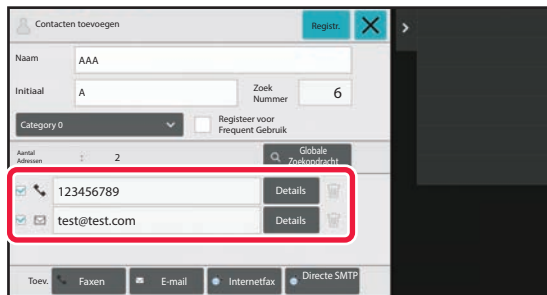 Contacten toevoegen
Registr.
Naam
AAA
Initiaal
A
Zoek
Nummer
6
Category 0
Registeer voor
Frequent Gebruik
Aantal
Adressen
:
2
Globale
Zoekopdracht
123456789
Details
test@test.com
Details
Toev.
Faxen
E-mail
Internetfax
Directe SMTP